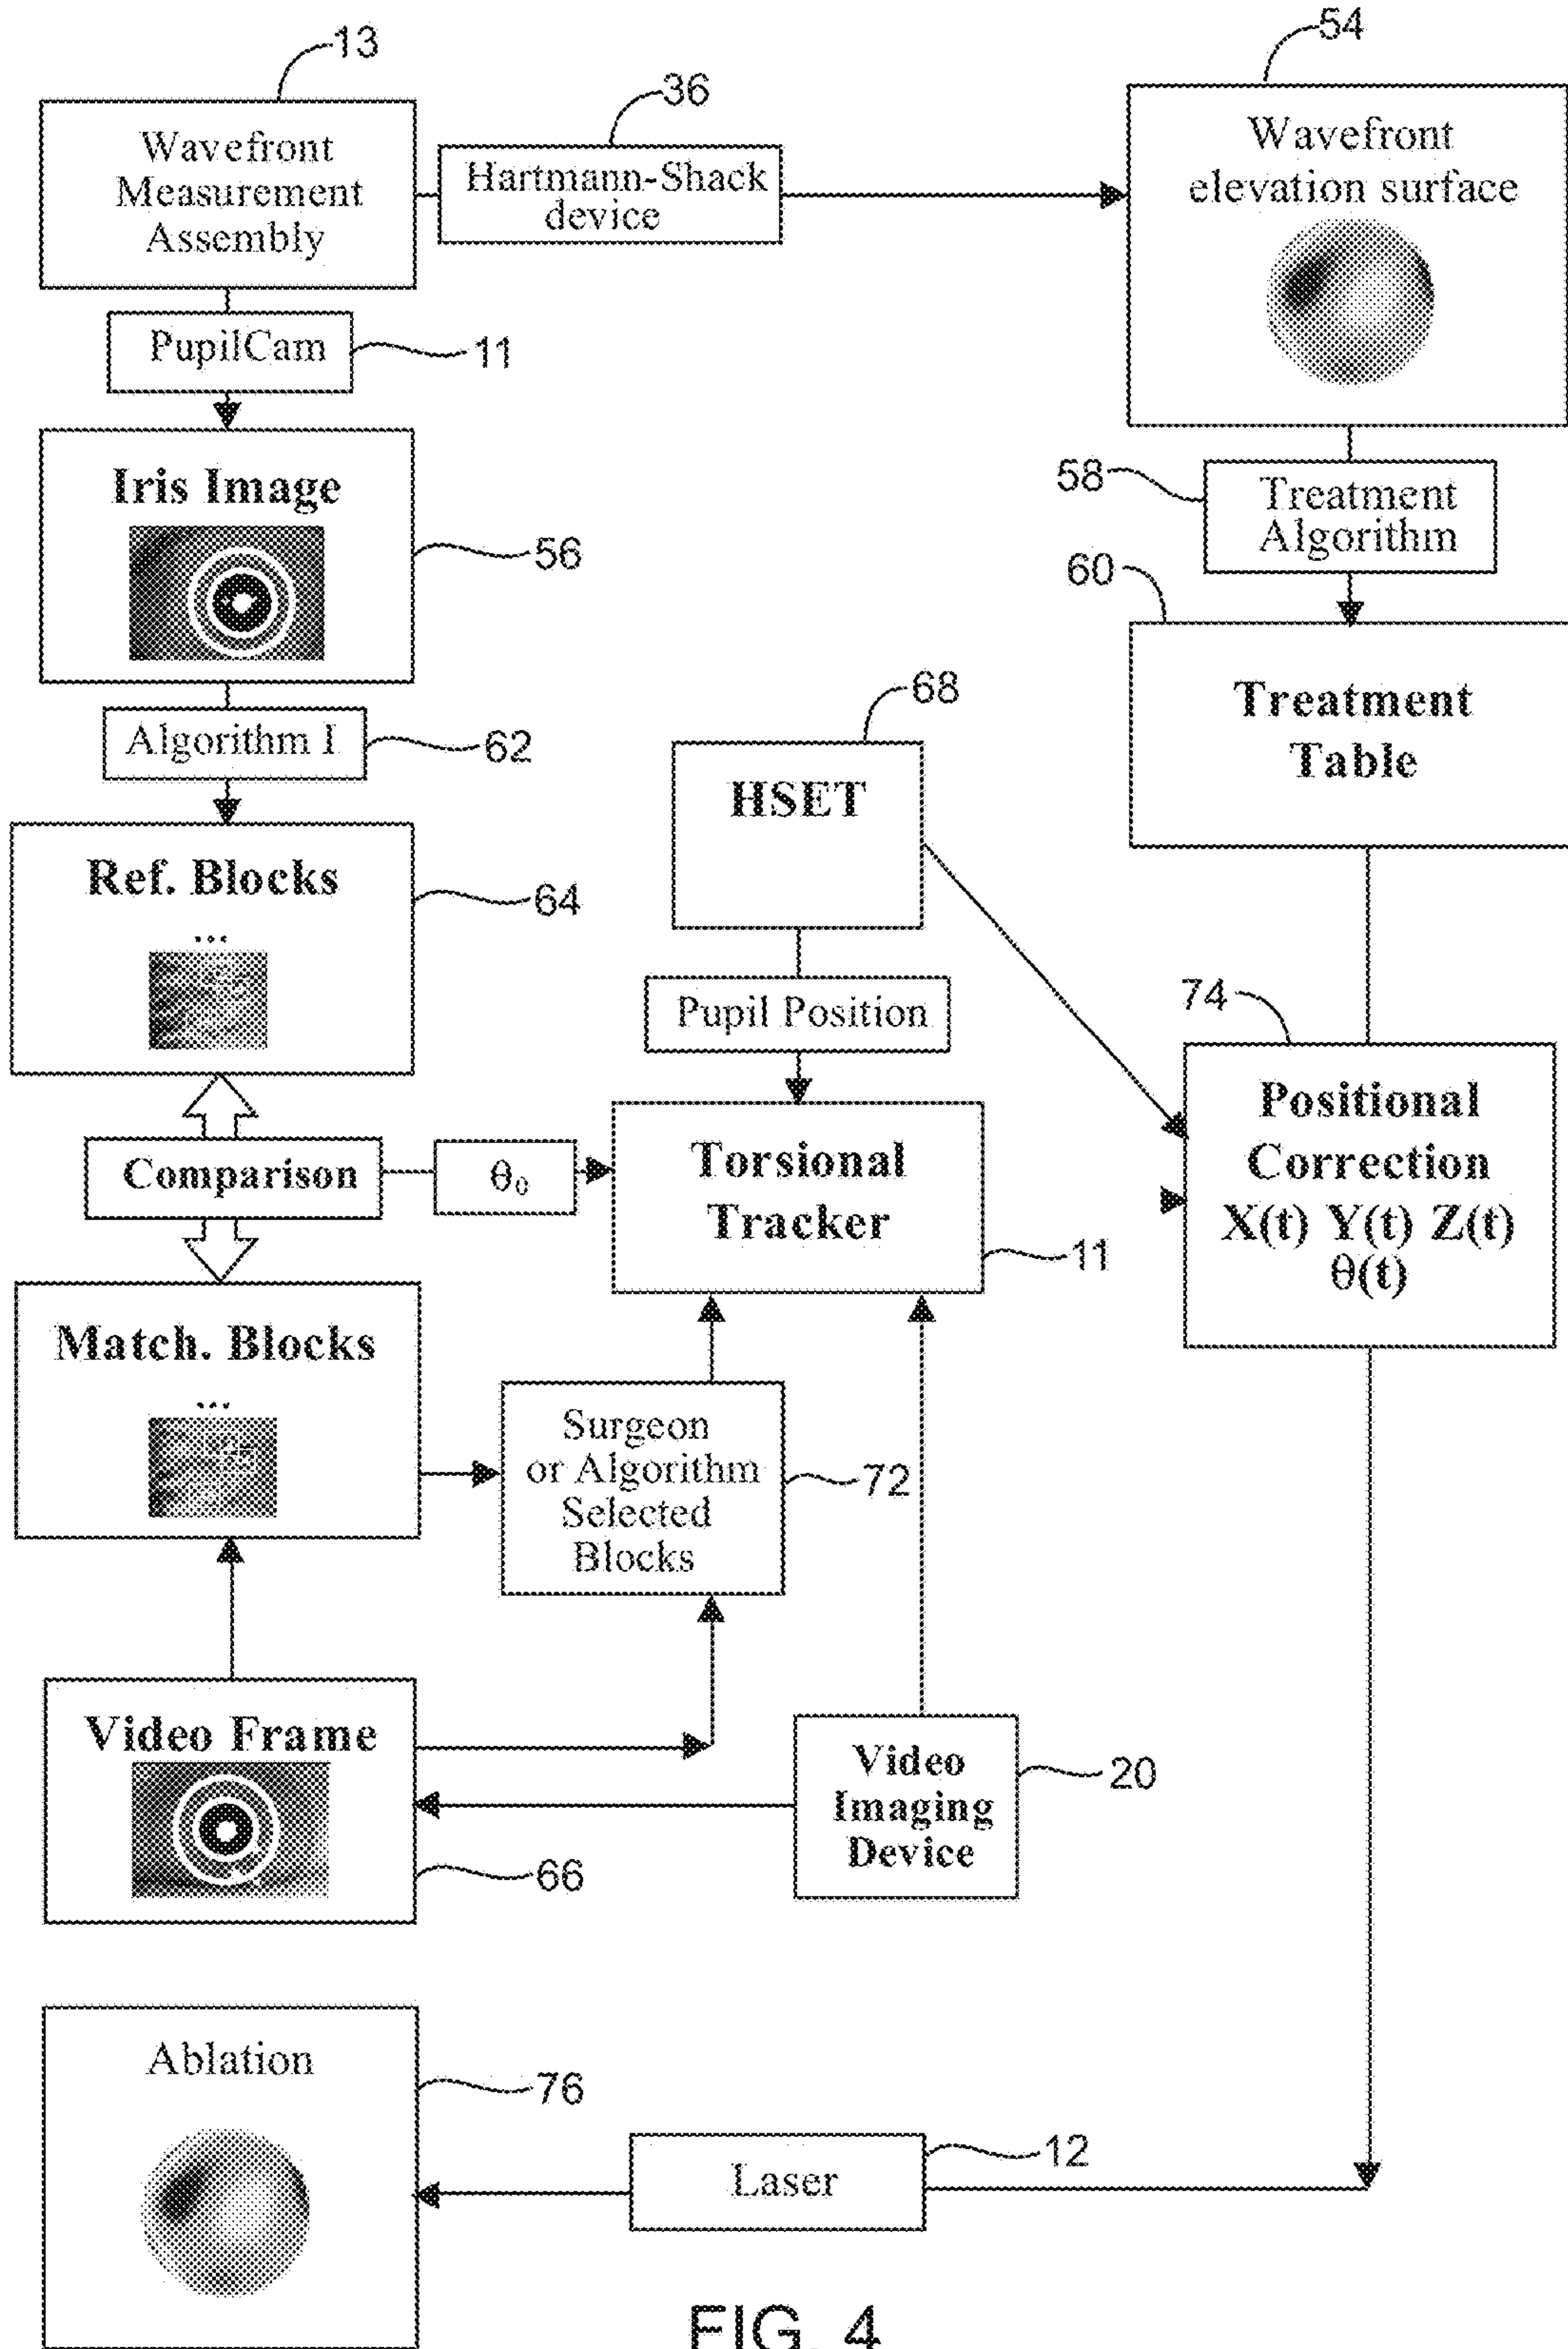 13
54
36
Wavefront
Measurement
Assembly
Hartmann-Shack
device
Wavefront
elevation surface
PupilCam
11
Iris Image
56
58
Treatment
Algorithm
60
Algorithm I
62
68
HSET
Treatment
Table
Ref. Blocks
...
64
Pupil Position
74
Positional
Correction
X(t) Y(t) Z(t)
θ(t)
Comparison
θ₀
Torsional
Tracker
11
Match. Blocks
...
Surgeon
or Algorithm
Selected
Blocks
72
Video Frame
66
Video
Imaging
Device
20
Ablation
76
Laser
12
FIG. 4